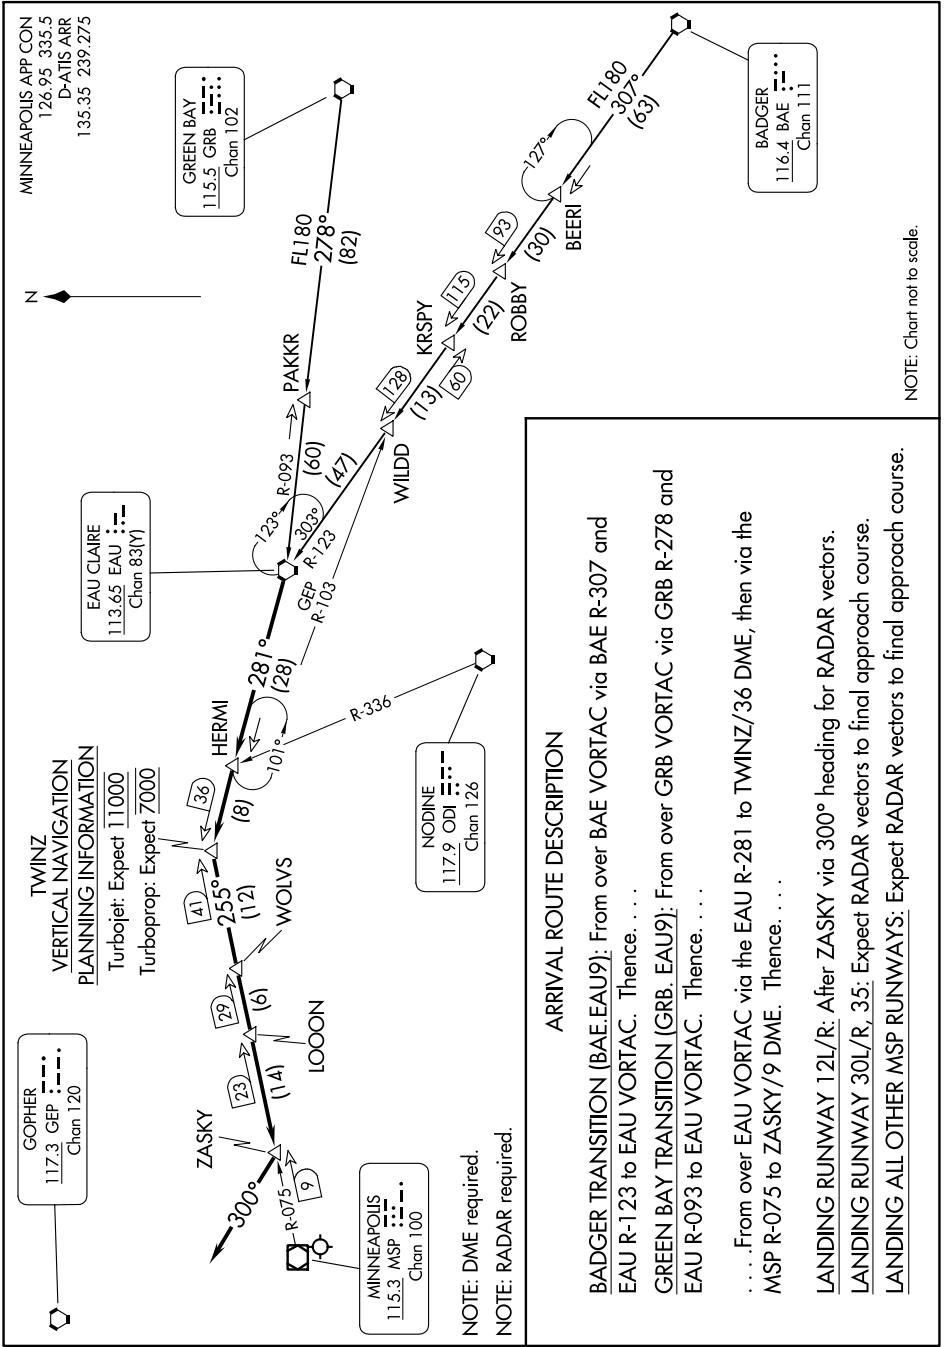 MINNEAPOLIS APP CON
126.95 335.5
D-ATIS ARR
135.35 239.275
GOPHER
117.3 GEP
Chan 120
TWINZ
VERTICAL NAVIGATION
PLANNING INFORMATION
Turbojet: Expect 11000
Turboprop: Expect 7000
EAU CLAIRE
113.65 EAU
Chan 83(Y)
GREEN BAY
115.5 GRB
Chan 102
N
BADGER
116.4 BAE
Chan 111
NODINE
117.9 ODI
Chan 126
MINNEAPOLIS
115.3 MSP
Chan 100
FL180
278°
(82)
PAKKR
R-093
(60)
FL180
307°
(63)
127°
BEERI
(30)
93
ROBBY
(22)
115
KRSPY
60
(13)
128
WILDD
(47)
R-123
123°
303°
GEP
R-103
281°
(28)
HERMI
101°
R-336
(8)
36
41
255°
(12)
WOLVS
29
(6)
LOOON
23
(14)
ZASKY
9
R-075
300°
NOTE: DME required.
NOTE: RADAR required.
NOTE: Chart not to scale.
ARRIVAL ROUTE DESCRIPTION
BADGER TRANSITION (BAE.EAU9): From over BAE VORTAC via BAE R-307 and
EAU R-123 to EAU VORTAC. Thence. . . .
GREEN BAY TRANSITION (GRB. EAU9): From over GRB VORTAC via GRB R-278 and
EAU R-093 to EAU VORTAC. Thence. . . .
. . . .From over EAU VORTAC via the EAU R-281 to TWINZ/36 DME, then via the
MSP R-075 to ZASKY/9 DME. Thence. . . .
LANDING RUNWAY 12L/R: After ZASKY via 300° heading for RADAR vectors.
LANDING RUNWAY 30L/R, 35: Expect RADAR vectors to final approach course.
LANDING ALL OTHER MSP RUNWAYS: Expect RADAR vectors to final approach course.